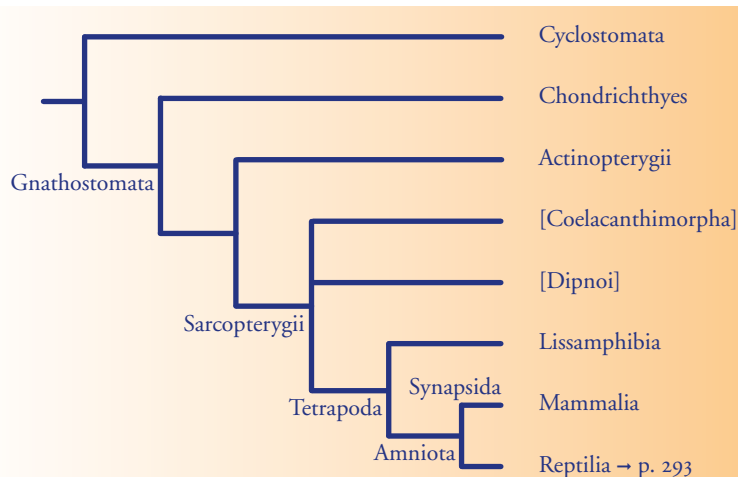 Cyclostomata
Chondrichthyes
Actinopterygii
Gnathostomata
[Coelacanthimorpha]
[Dipnoi]
Sarcopterygii
Lissamphibia
Synapsida
Mammalia
Tetrapoda
Amniota
Reptilia → p. 293